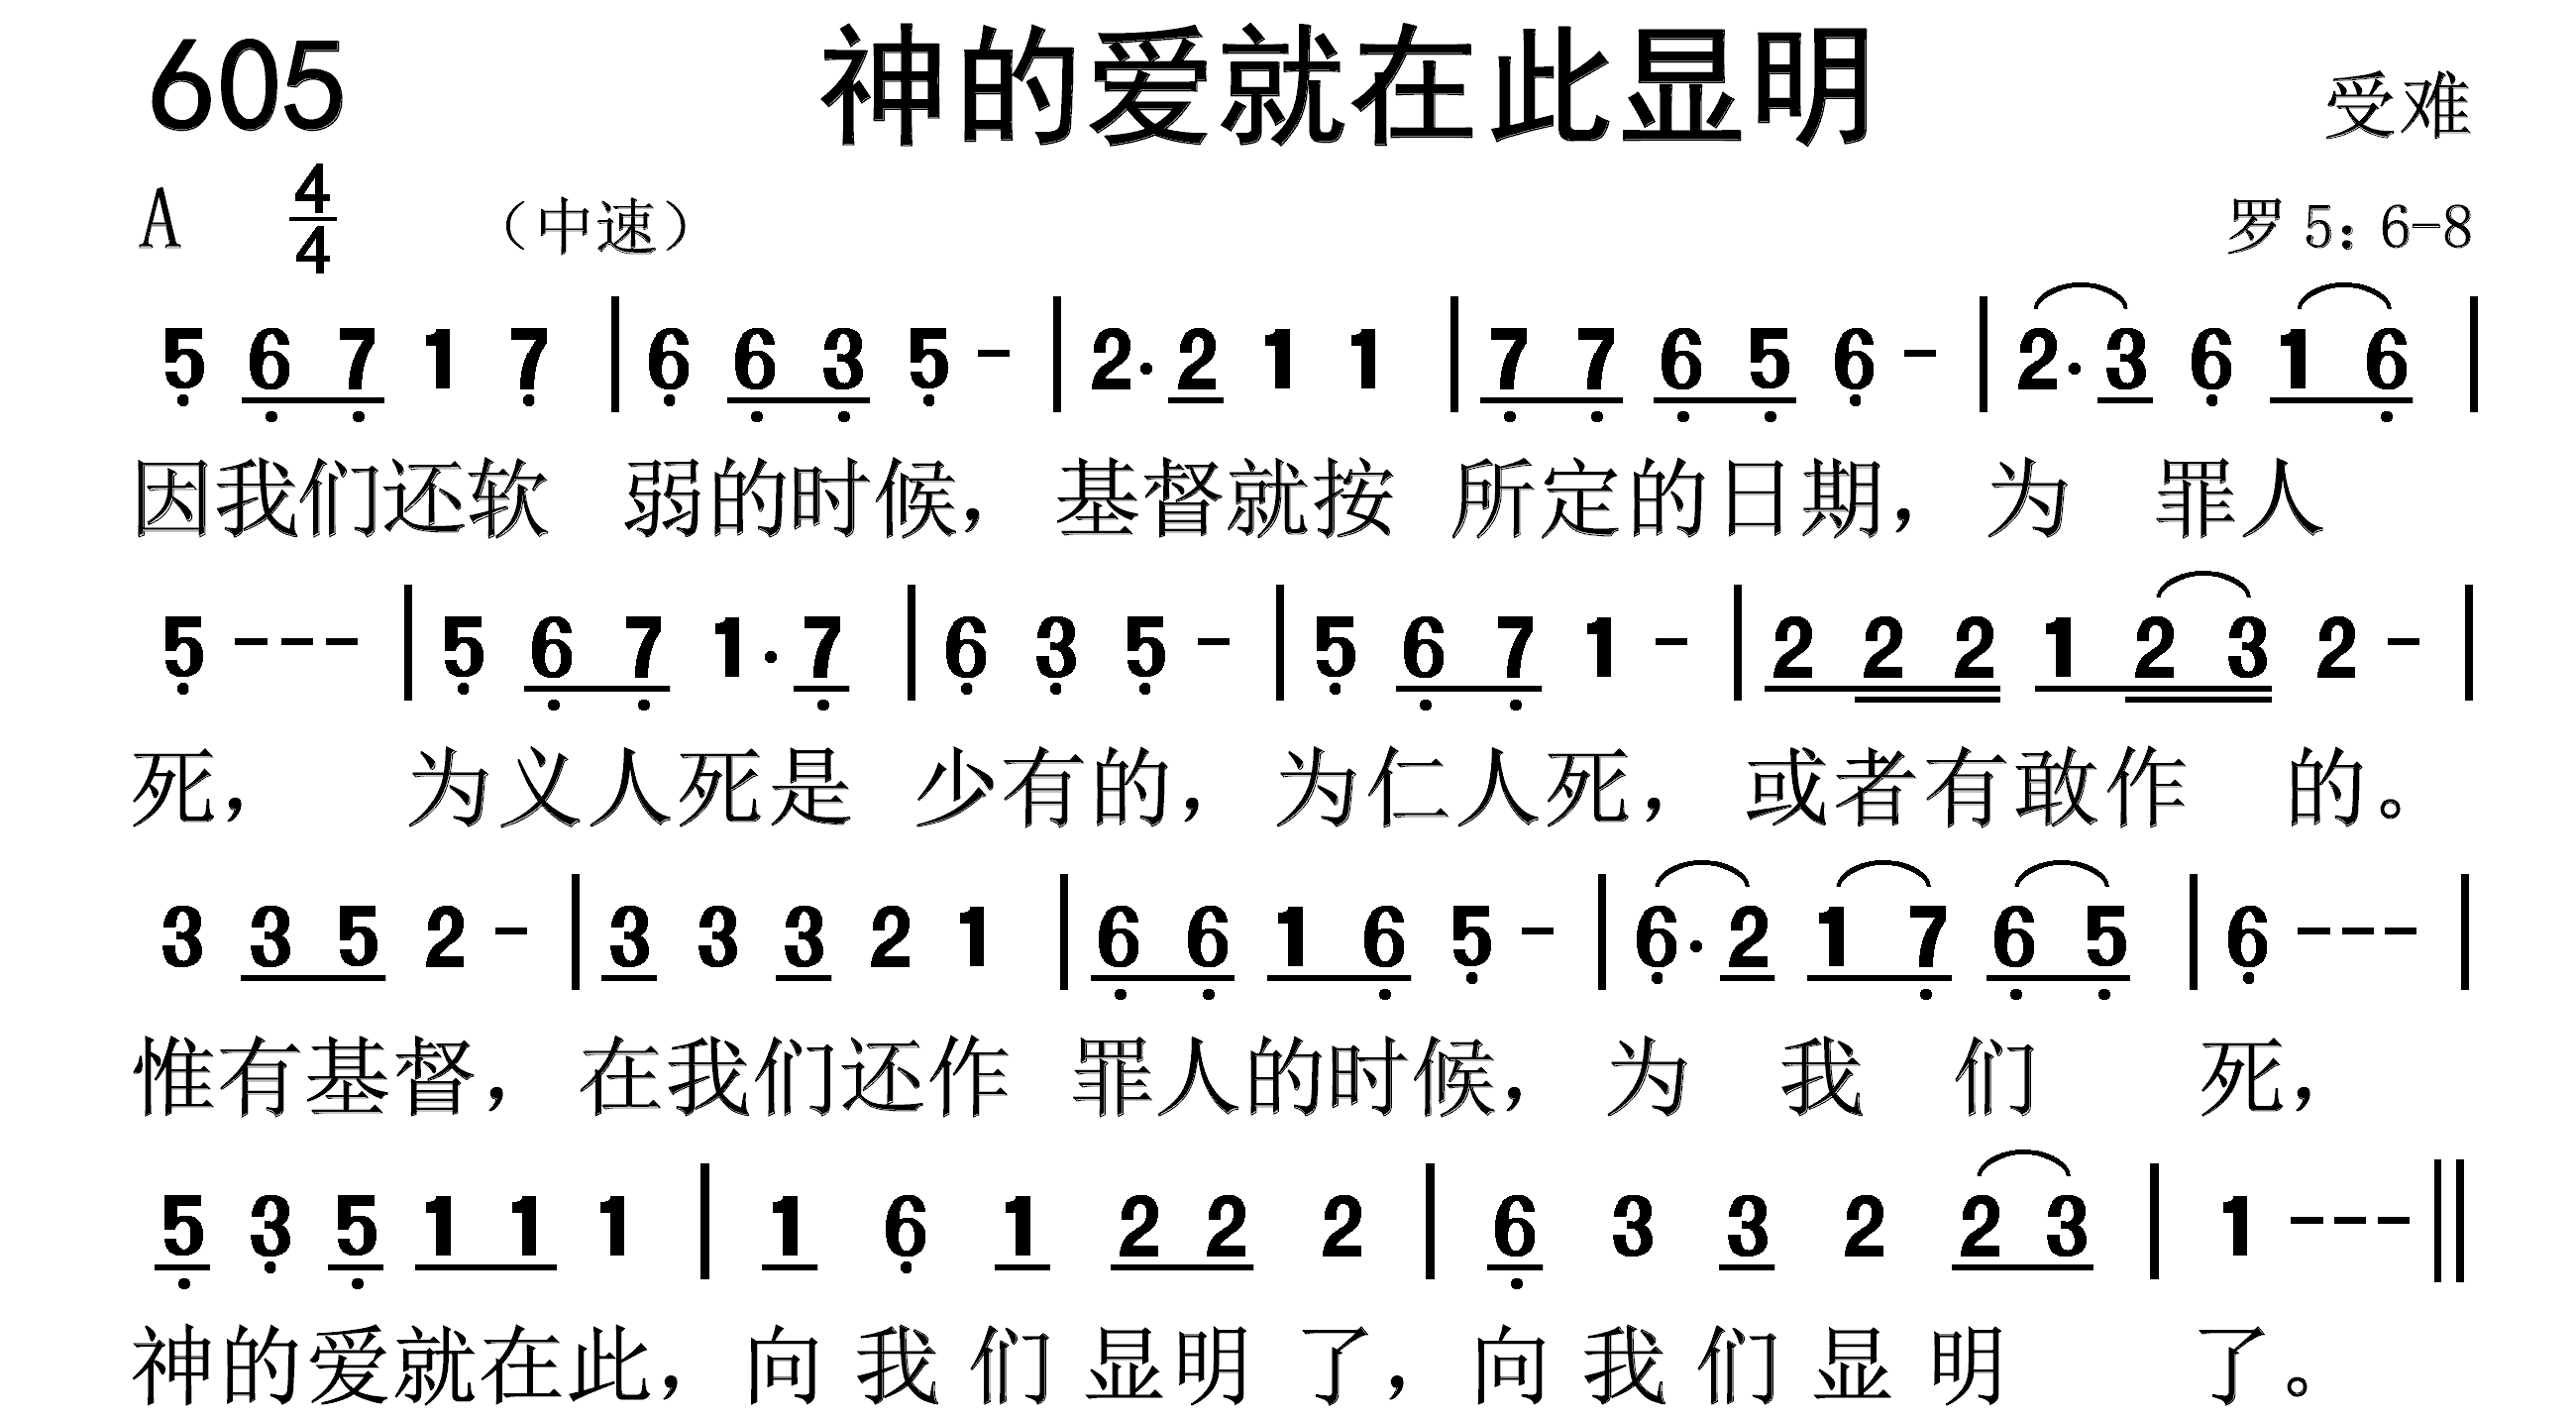 605 神的爱就在此显明 受难
A 4/4 （中速） 罗 5：6-8
5 6 7 1 7 | 6 6 3 5 - | 2· 2 1 1 | 7 7 6 5 6 - | 2· 3 6 1 6 |
因我们还软 弱的时候，基督就按 所定的日期，为 罪人
5 - - - | 5 6 7 1· 7 | 6 3 5 - | 5 6 7 1 - | 2 2 2 1 2 3 2 - |
死， 为义人死是 少有的，为仁人死，或者有敢作 的。
3 3 5 2 - | 3 3 3 2 1 | 6 6 1 6 5 - | 6· 2 1 7 6 5 | 6 - - - |
惟有基督，在我们还作 罪人的时候，为 我 们 死，
5 3 5 1 1 1 | 1 6 1 2 2 2 | 6 3 3 2 2 3 | 1 - - - ||
神的爱就在此，向 我 们 显明 了，向 我 们 显 明 了。